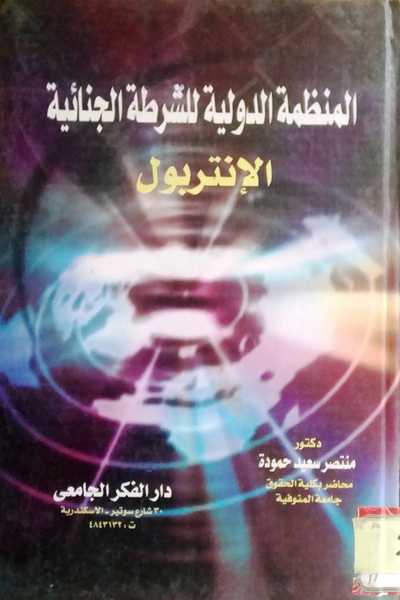 المنظمة الدولية للشرطة الجنائية
الإنتربول
دكتور
منتصر سعيد حمودة
محاضر بكلية الحقوق
جامعة المنوفية
دار الفكر الجامعى
٣٠ شارع سوتير - الاسكندرية
ت : ٤٨٤٣١٣٢